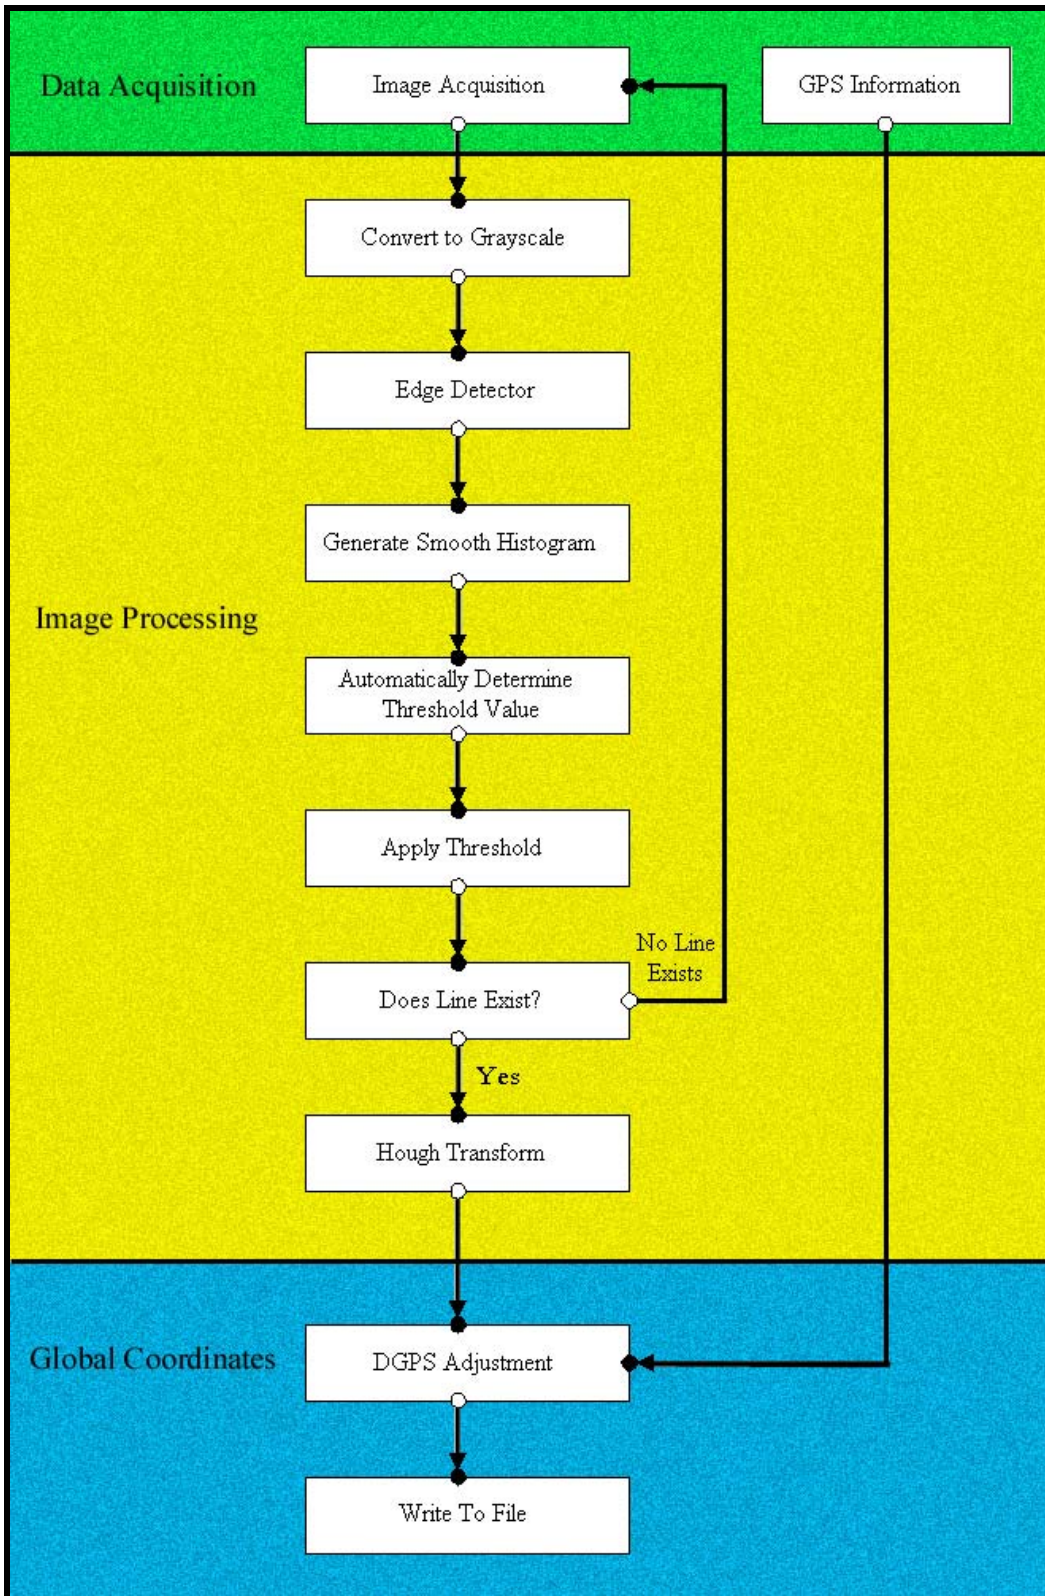 Data Acquisition
Image Acquisition
GPS Information
Convert to Grayscale
Edge Detector
Generate Smooth Histogram
Image Processing
Automatically Determine
Threshold Value
Apply Threshold
No Line
Exists
Does Line Exist?
Yes
Hough Transform
Global Coordinates
DGPS Adjustment
Write To File